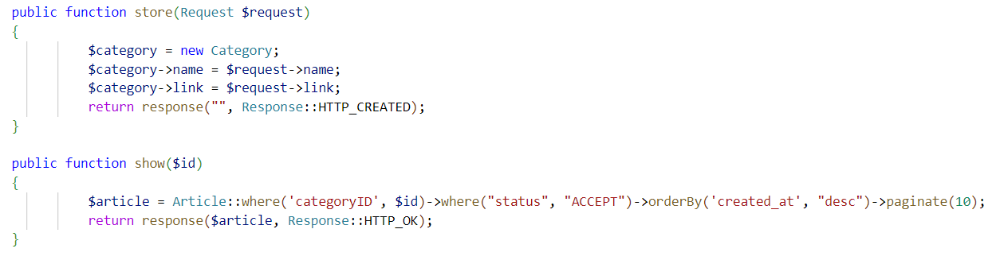 public function store(Request $request)
{
$category = new Category;
$category->name = $request->name;
$category->link = $request->link;
return response("", Response::HTTP_CREATED);
}
public function show($id)
{
$article = Article::where('categoryID', $id)->where("status", "ACCEPT")->orderBy('created_at', "desc")->paginate(10);
return response($article, Response::HTTP_OK);
}